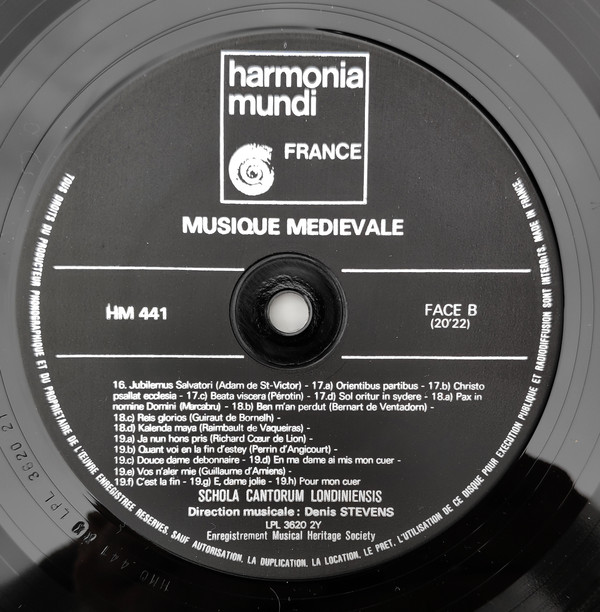 harmonia
mundi
FRANCE
MUSIQUE MEDIEVALE
HM 441
FACE B
(20'22)
16. Jubilemus Salvatori (Adam de St-Victor) - 17.a) Orientibus partibus - 17.b) Christo
psallat ecclesia - 17.c) Beata viscera (Pérotin) - 17.d) Sol oritur in sydere - 18.a) Pax in
nomine Domini (Marcabru) - 18.b) Ben m'an perdut (Bernart de Ventadorn) -
18.c) Reis glorios (Guiraut de Bornelh) -
18.d) Kalenda maya (Raimbault de Vaqueiras) -
19.a) Ja nun hons pris (Richard Cœur de Lion) -
19.b) Quant voi en la fin d'estey (Perrin d'Angicourt) -
19.c) Douce dame debonnaire - 19.d) En ma dame ai mis mon cuer -
19.e) Vos n'aler mie (Guillaume d'Amiens) -
19.f) C'est la fin - 19.g) E, dame jolie - 19.h) Pour mon cuer
SCHOLA CANTORUM LONDINIENSIS
Direction musicale : Denis STEVENS
LPL 3620 2Y
Enregistrement Musical Heritage Society
TOUS DROITS DU PRODUCTEUR PHONOGRAPHIQUE ET DU PROPRIETAIRE DE L'ŒUVRE ENREGISTREE RESERVES. SAUF AUTORISATION, LA DUPLICATION, LA LOCATION, LE PRET, L'UTILISATION DE CE DISQUE POUR EXECUTION PUBLIQUE ET RADIODIFFUSION SONT INTERDITS. MADE IN FRANCE.
LPL 3620 2Y